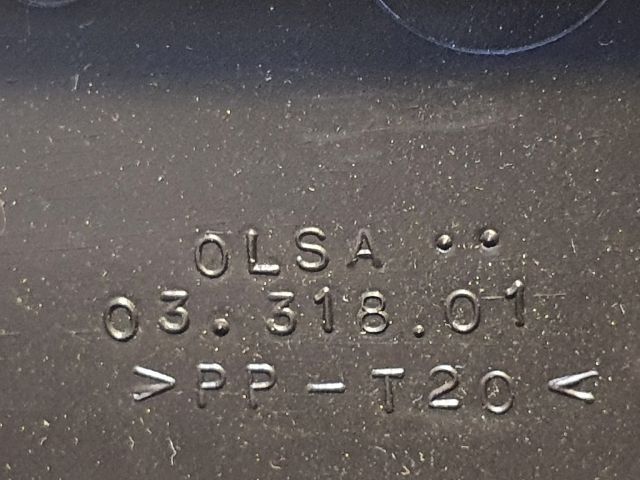 OLSA ..
03.318.01
>PP-T20<